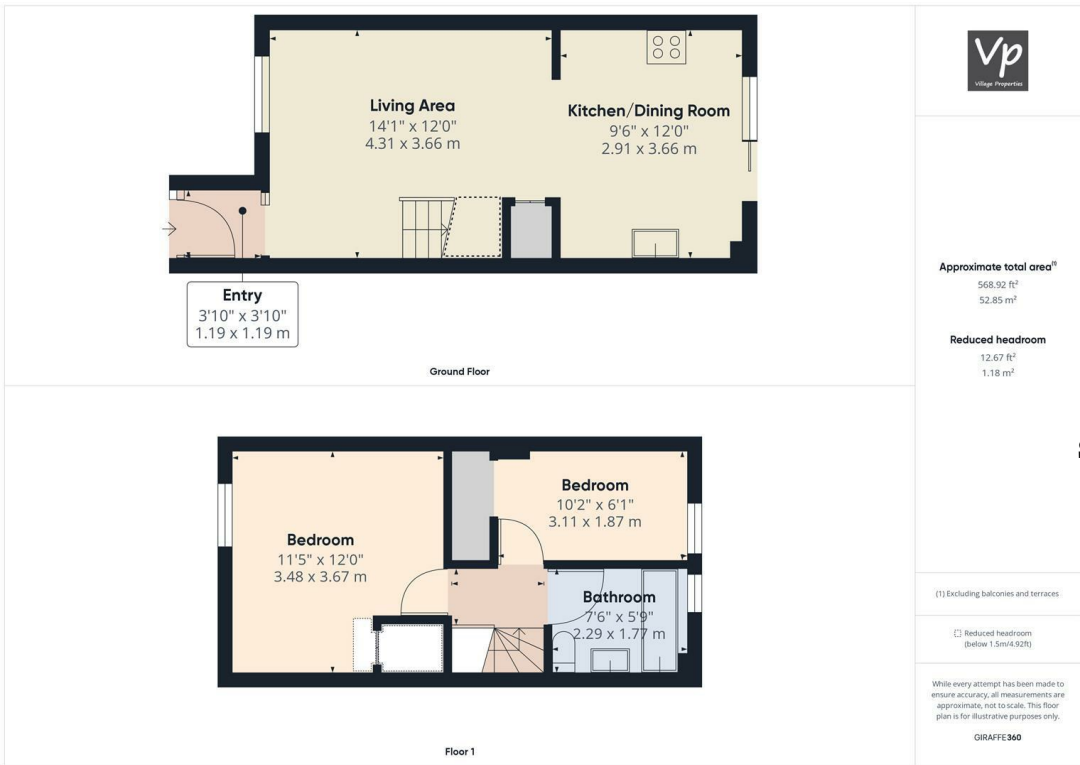 Living Area
14'1" x 12'0"
4.31 x 3.66 m
Kitchen/Dining Room
9'6" x 12'0"
2.91 x 3.66 m
Entry
3'10" x 3'10"
1.19 x 1.19 m
Ground Floor
Bedroom
11'5" x 12'0"
3.48 x 3.67 m
Bedroom
10'2" x 6'1"
3.11 x 1.87 m
Bathroom
7'6" x 5'9"
2.29 x 1.77 m
Floor 1
Vp
Village Properties
Approximate total area(1)
568.92 ft²
52.85 m²
Reduced headroom
12.67 ft²
1.18 m²
(1) Excluding balconies and terraces
Reduced headroom
(below 1.5m/4.92ft)
While every attempt has been made to
ensure accuracy, all measurements are
approximate, not to scale. This floor
plan is for illustrative purposes only.
GIRAFFE360